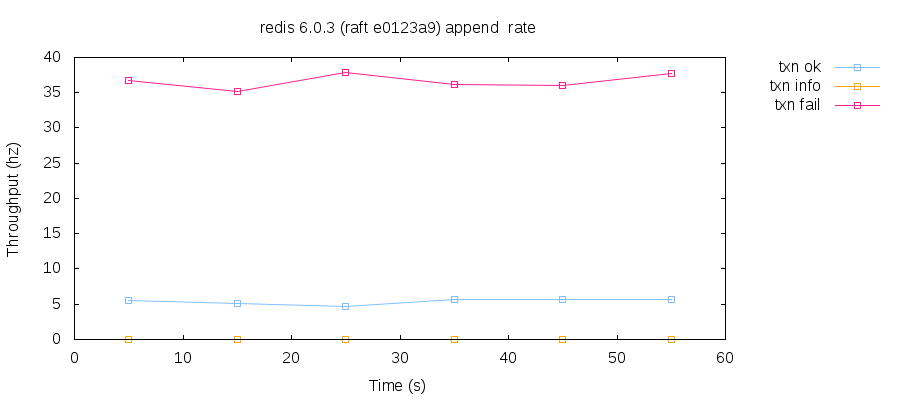 redis 6.0.3 (raft e0123a9) append  rate
Throughput (hz)
40
35
30
25
20
15
10
5
0
0 10 20 30 40 50 60
Time (s)
txn ok
txn info
txn fail